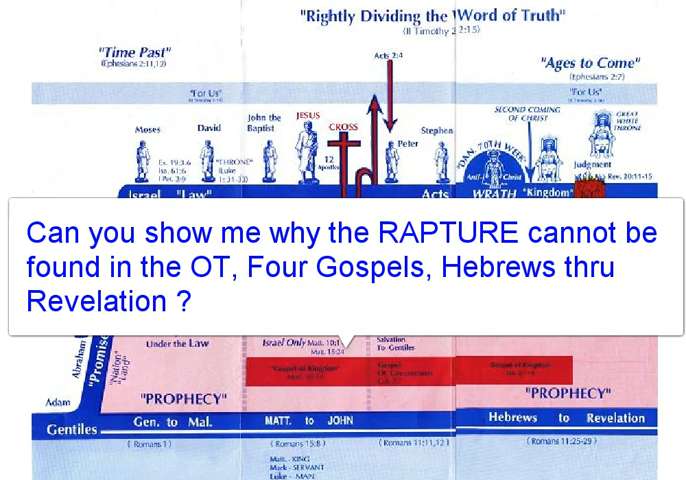 "Rightly Dividing the Word of Truth"
(II Timothy 2:15)
"Time Past"
(Ephesians 2:11,12)
Acts 2:4
"Ages to Come"
(Ephesians 2:7)
"For Us"
"For Us"
SECOND COMING
OF CHRIST
GREAT
WHITE
THRONE
Moses
David
John the
Baptist
JESUS
CROSS
Stephen
Peter
12
Apostles
"DAN. 70TH WEEK"
Anti- Christ
Ex. 19:3-6
Isa. 61:6
I Pet. 2:9
"THRONE"
(Luke
1: 31-33)
Judgment
Rev. 20:11-15
Israel "Law"
Acts
WRATH "Kingdom"
Can you show me why the RAPTURE cannot be
found in the OT, Four Gospels, Hebrews thru
Revelation ?
Abraham
"Promise
"Nation"
"Land"
Under the Law
Israel Only Matt. 10:1
Matt. 15:24
Salvation
To Gentiles
"Gospel of Kingdom"
Gospel
Of Circumcision
Gal. 2:7
Gospel of Kingdom
Adam
"PROPHECY"
"PROPHECY"
Gentiles
Gen. to Mal.
MATT. to JOHN
Hebrews to Revelation
( Romans 1 )
( Romans 15:8 )
( Romans 11:11,12 )
( Romans 11:25-29 )
Matt. - KING
Mark - SERVANT
Luke - MAN